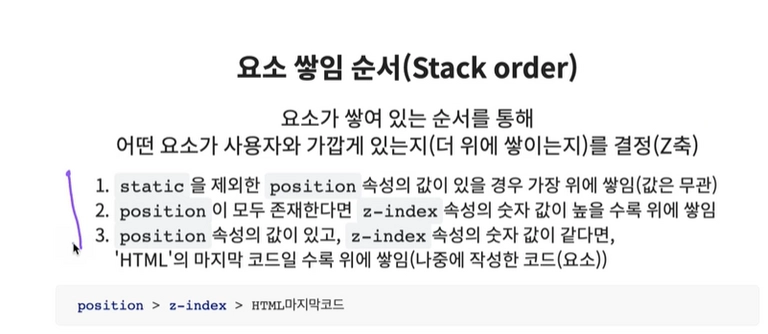 요소 쌓임 순서(Stack order)
요소가 쌓여 있는 순서를 통해
어떤 요소가 사용자와 가깝게 있는지(더 위에 쌓이는지)를 결정(Z축)
1. static 을 제외한 position 속성의 값이 있을 경우 가장 위에 쌓임(값은 무관)
2. position 이 모두 존재한다면 z-index 속성의 숫자 값이 높을 수록 위에 쌓임
3. position 속성의 값이 있고, z-index 속성의 숫자 값이 같다면,
'HTML'의 마지막 코드일 수록 위에 쌓임(나중에 작성한 코드(요소))
position > z-index > HTML마지막코드